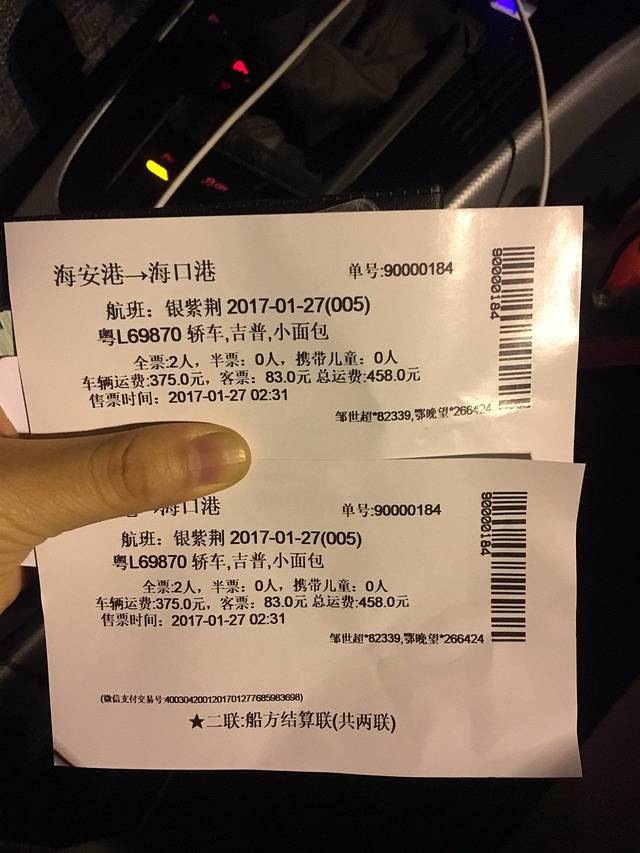 海安港→海口港
单号:90000184
航班：银紫荆 2017-01-27(005)
粤L69870 轿车,吉普,小面包
全票:2人，半票：0人，携带儿童：0人
车辆运费:375.0元，客票：83.0元 总运费:458.0元
售票时间：2017-01-27 02:31
邹世超*82339,鄂晚望*266424
90000184
海口港
单号:90000184
航班：银紫荆 2017-01-27(005)
粤L69870 轿车,吉普,小面包
全票:2人，半票：0人，携带儿童：0人
车辆运费:375.0元，客票：83.0元 总运费:458.0元
售票时间：2017-01-27 02:31
邹世超*82339,鄂晚望*266424
90000184
(微信支付交易号:4003042001201701277685983698)
★二联:船方结算联(共两联)